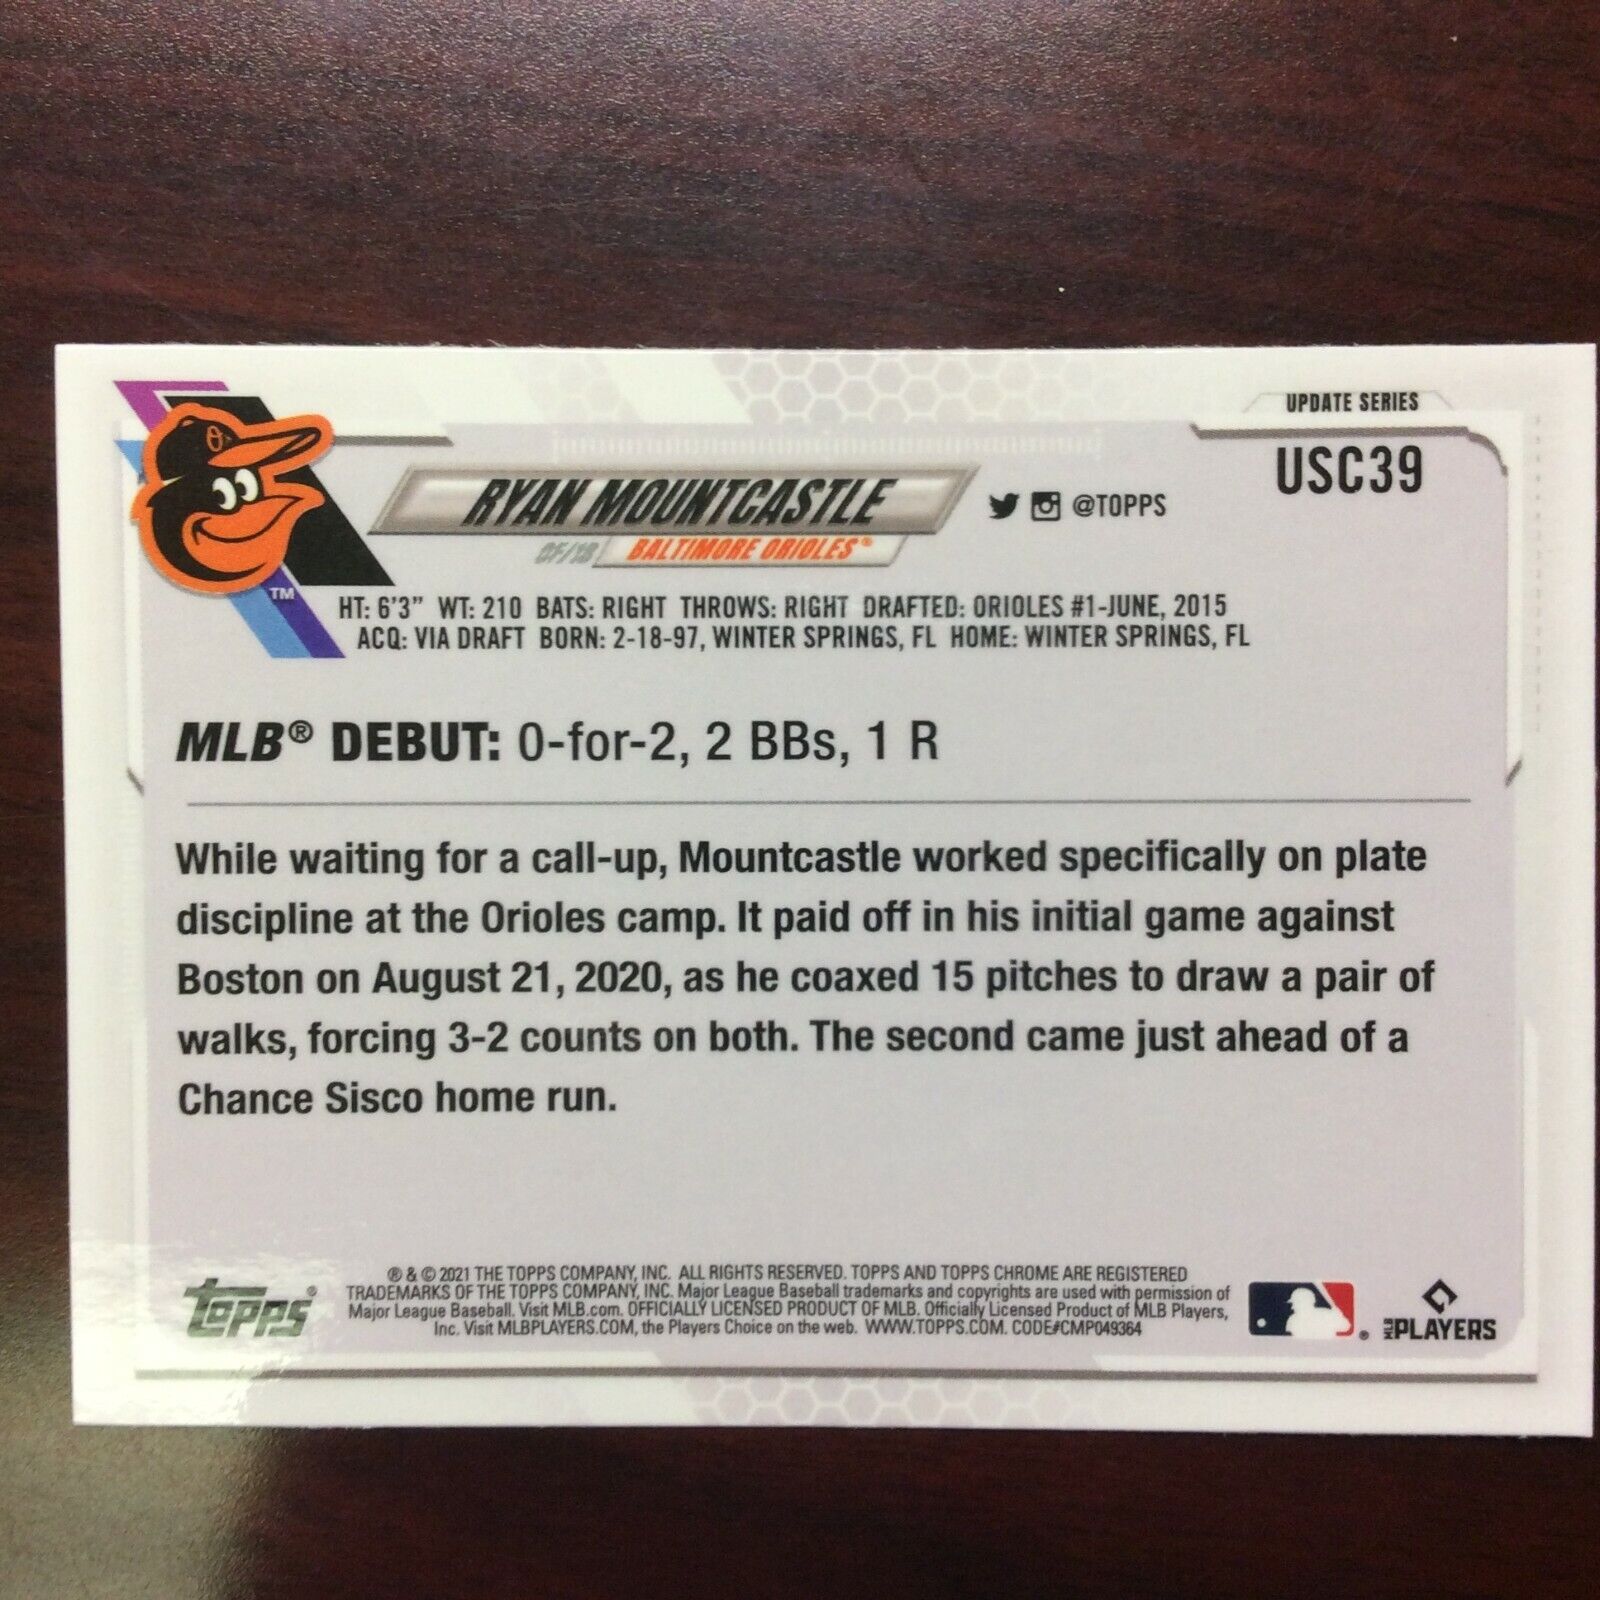 UPDATE SERIES
USC39
RYAN MOUNTCASTLE
@TOPPS
OF/1B BALTIMORE ORIOLES®
TM
HT: 6'3" WT: 210 BATS: RIGHT THROWS: RIGHT DRAFTED: ORIOLES #1-JUNE, 2015
ACQ: VIA DRAFT BORN: 2-18-97, WINTER SPRINGS, FL HOME: WINTER SPRINGS, FL
MLB® DEBUT: 0-for-2, 2 BBs, 1 R
While waiting for a call-up, Mountcastle worked specifically on plate
discipline at the Orioles camp. It paid off in his initial game against
Boston on August 21, 2020, as he coaxed 15 pitches to draw a pair of
walks, forcing 3-2 counts on both. The second came just ahead of a
Chance Sisco home run.
® & © 2021 THE TOPPS COMPANY, INC. ALL RIGHTS RESERVED. TOPPS AND TOPPS CHROME ARE REGISTERED
TRADEMARKS OF THE TOPPS COMPANY, INC. Major League Baseball trademarks and copyrights are used with permission of
Major League Baseball. Visit MLB.com. OFFICIALLY LICENSED PRODUCT OF MLB. Officially Licensed Product of MLB Players,
Inc. Visit MLBPLAYERS.COM, the Players Choice on the web. WWW.TOPPS.COM. CODE#CMP049364
topps®
MLB PLAYERS